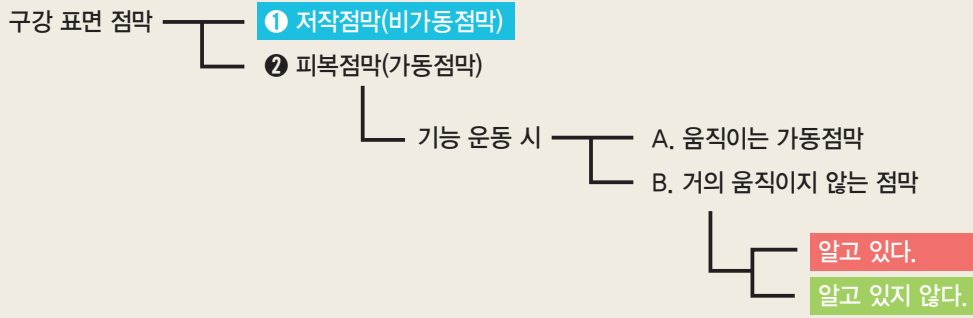 구강 표면 점막
❶ 저작점막(비가동점막)
❷ 피복점막(가동점막)
기능 운동 시
A. 움직이는 가동점막
B. 거의 움직이지 않는 점막
알고 있다.
알고 있지 않다.